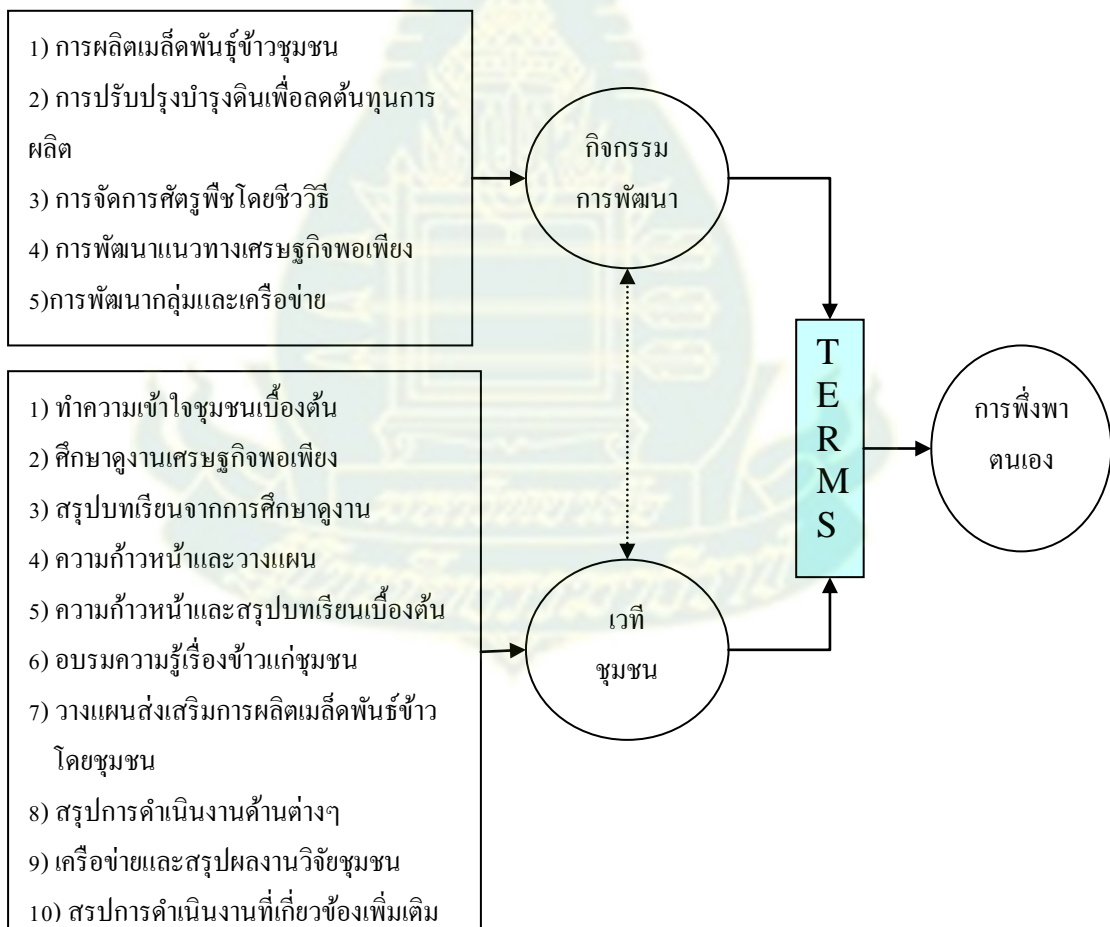 1) การผลิตเมล็ดพันธุ์ข้าวชุมชน
2) การปรับปรุงบำรุงดินเพื่อลดต้นทุนการ
ผลิต
3) การจัดการศัตรูพืชโดยชีววิธี
4) การพัฒนาแนวทางเศรษฐกิจพอเพียง
5)การพัฒนากลุ่มและเครือข่าย
กิจกรรม
การพัฒนา
1) ทำความเข้าใจชุมชนเบื้องต้น
2) ศึกษาดูงานเศรษฐกิจพอเพียง
3) สรุปบทเรียนจากการศึกษาดูงาน
4) ความก้าวหน้าและวางแผน
5) ความก้าวหน้าและสรุปบทเรียนเบื้องต้น
6) อบรมความรู้เรื่องข้าวแก่ชุมชน
7) วางแผนส่งเสริมการผลิตเมล็ดพันธ์ข้าว
โดยชุมชน
8) สรุปการดำเนินงานด้านต่างๆ
9) เครือข่ายและสรุปผลงานวิจัยชุมชน
10) สรุปการดำเนินงานที่เกี่ยวข้องเพิ่มเติม
เวที
ชุมชน
T
E
R
M
S
การพึ่งพา
ตนเอง